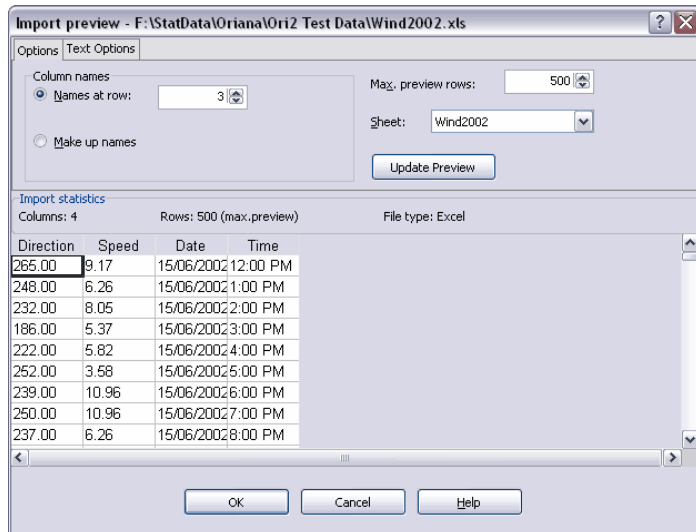 Import preview - F:\StatData\Oriana\Ori2 Test Data\Wind2002.xls
Options Text Options
Column names
Names at row: 3
Make up names
Max. preview rows: 500
Sheet: Wind2002
Update Preview
Import statistics
Columns: 4 Rows: 500 (max.preview) File type: Excel
Direction Speed Date Time
265.00 9.17 15/06/2002 12:00 PM
248.00 6.26 15/06/2002 1:00 PM
232.00 8.05 15/06/2002 2:00 PM
186.00 5.37 15/06/2002 3:00 PM
222.00 5.82 15/06/2002 4:00 PM
252.00 3.58 15/06/2002 5:00 PM
239.00 10.96 15/06/2002 6:00 PM
250.00 10.96 15/06/2002 7:00 PM
237.00 6.26 15/06/2002 8:00 PM
OK Cancel Help